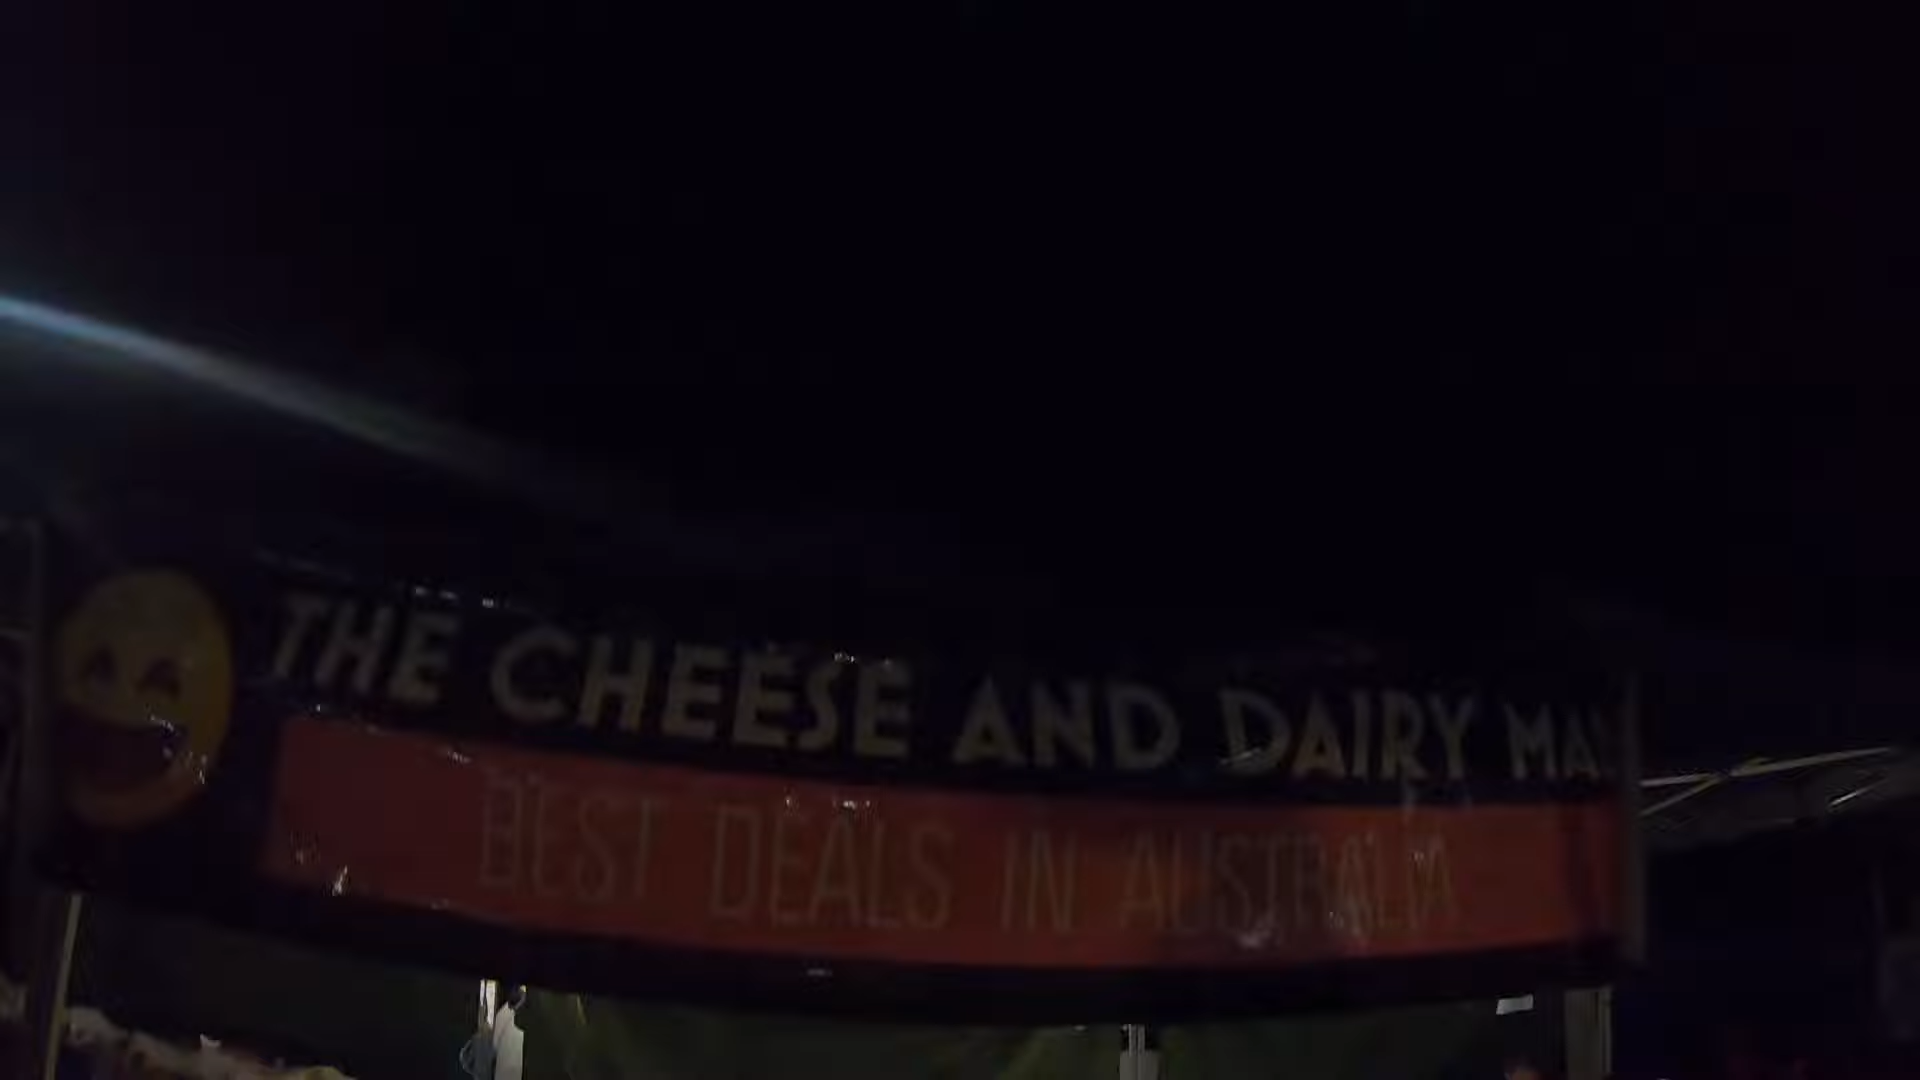 THE CHEESE AND DAIRY
BEST DEALS IN AUSTRALIA